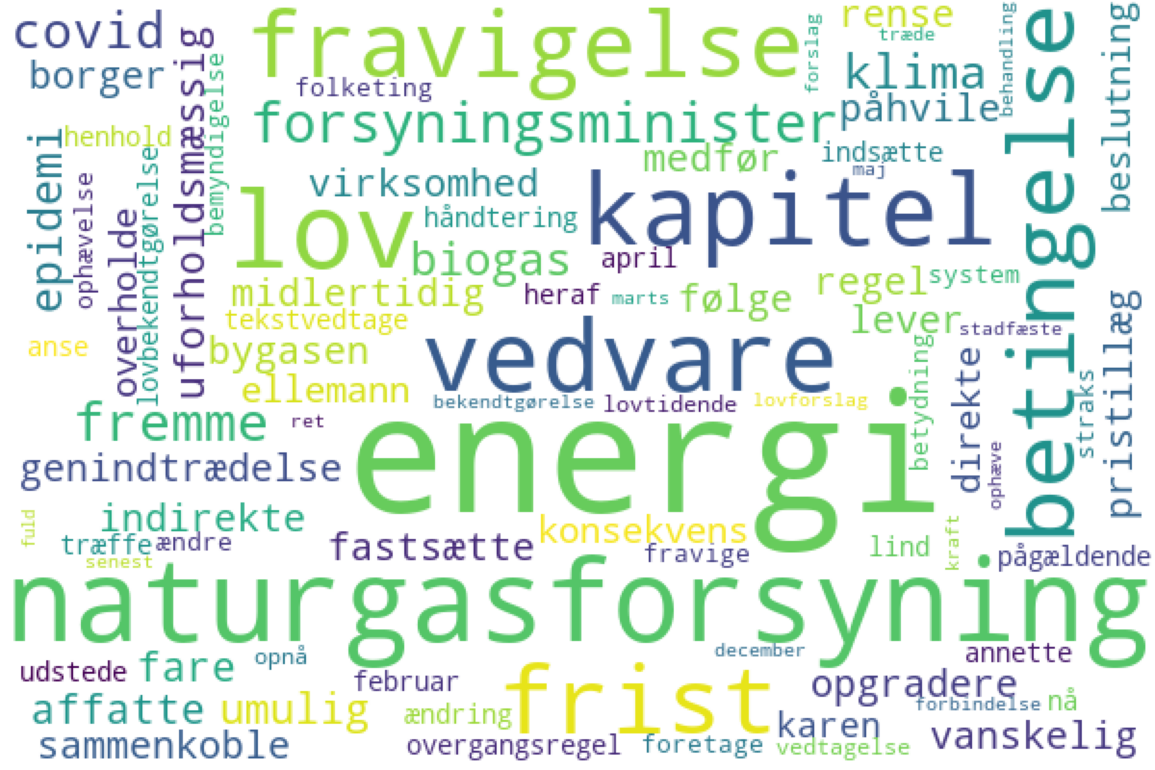 covid
fravigelse
rense
borger
folketing
uforholdsmæssig
bemyndigelse
forslag
træde
klima
behandling
betingelse
beslutning
forsyningsminister
påhvile
epidemi
henhold
medfør
indsætte
maj
ophævelse
overholde
lovbekendtgørelse
virksomhed
lov
håndtering
kapitel
biogas
april
regel
system
midlertidig
heraf
marts
følge
lever
stadfæste
pristillæg
tekstvedtage
anse
bygasen
vedvare
ellemann
bekendtgørelse
lovtidende
lovforslag
betydning
direkte
straks
fremme
ret
energi
genindtrædelse
ophæve
fuld
indirekte
konsekvens
kraft
træffe
ændre
fastsætte
fravige
lind
pågældende
senest
naturgasforsyning
udstede
fare
opnå
december
annette
februar
frist
opgradere
forbindelse
nå
affatte
umulig
ændring
karen
vanskelig
sammenkoble
overgangsregel
foretage
vedtagelse